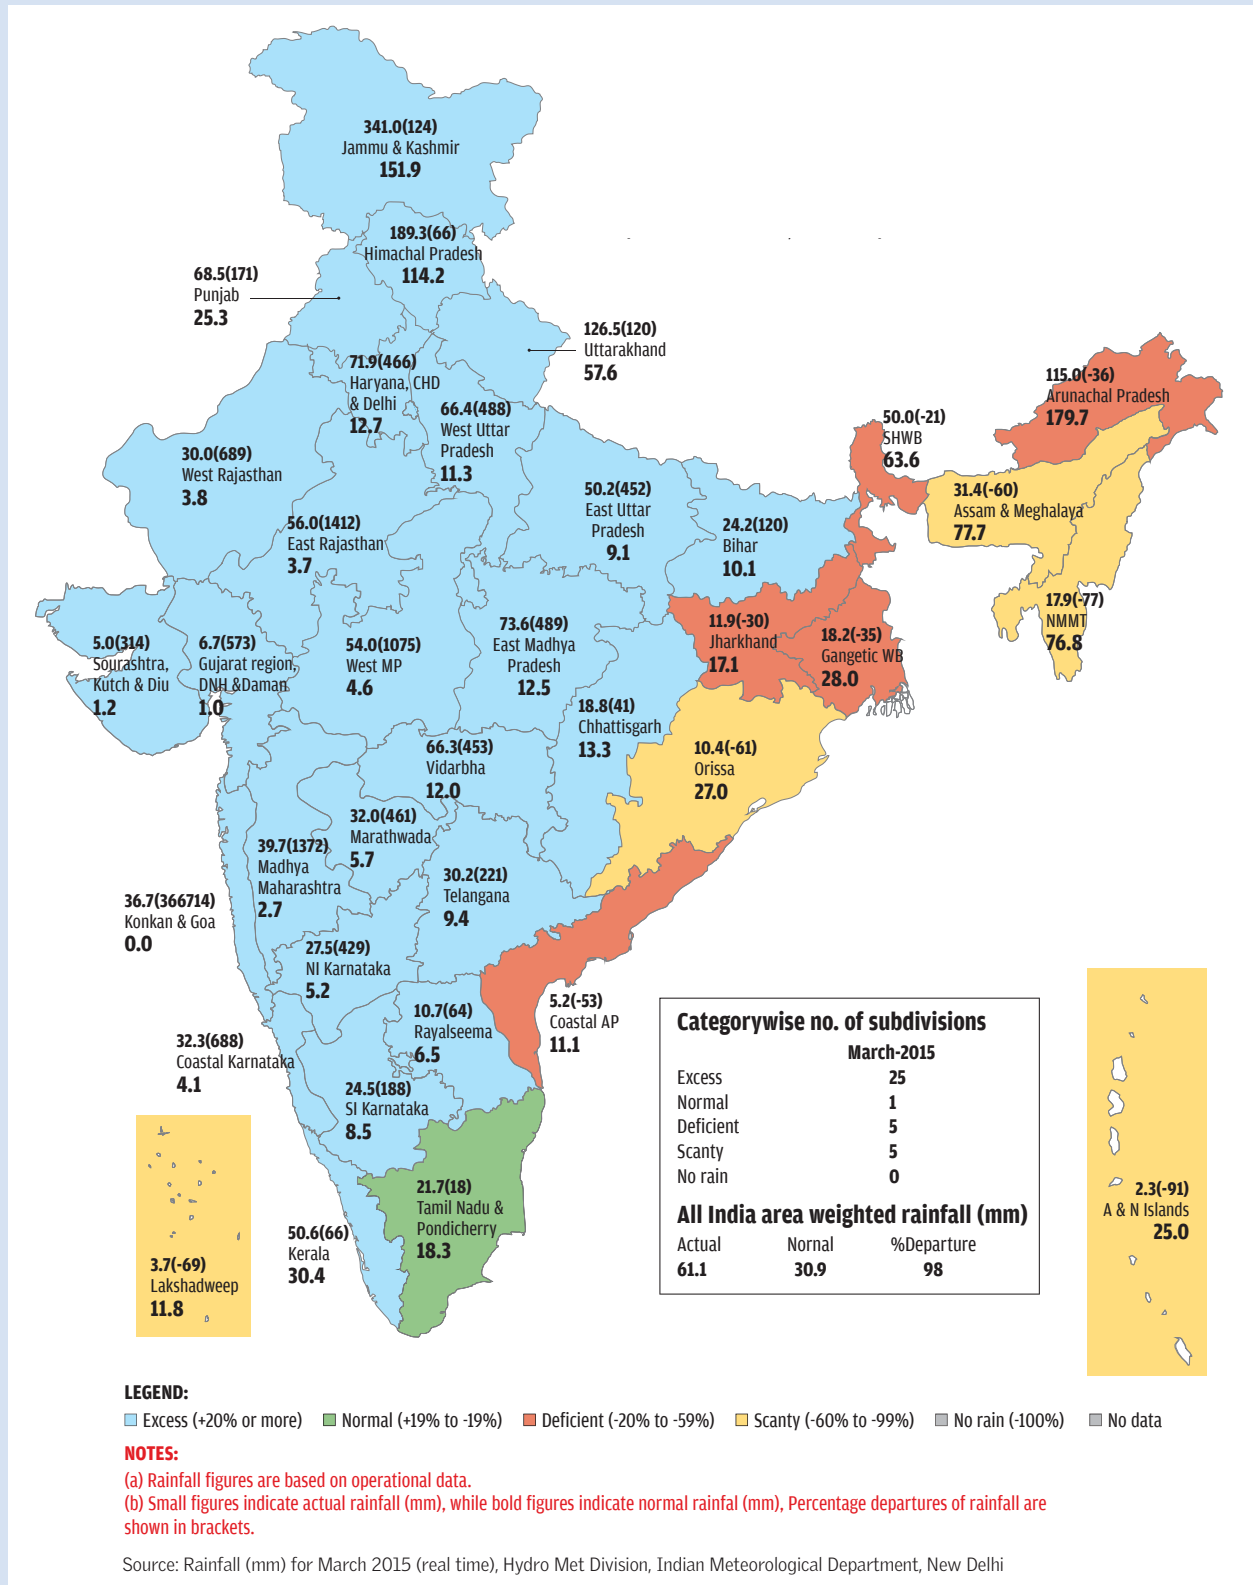 341.0(124)
Jammu & Kashmir
151.9
189.3(66)
Himachal Pradesh
114.2
68.5(171)
Punjab
25.3
126.5(120)
Uttarakhand
57.6
71.9(466)
Haryana, CHD
& Delhi
12.7
66.4(488)
West Uttar
Pradesh
11.3
115.0(-36)
Arunachal Pradesh
179.7
50.0(-21)
SHWB
63.6
30.0(689)
West Rajasthan
3.8
31.4(-60)
Assam & Meghalaya
77.7
50.2(452)
East Uttar
Pradesh
9.1
56.0(1412)
East Rajasthan
3.7
24.2(120)
Bihar
10.1
17.9(-77)
NMMT
76.8
5.0(314)
Sourashtra,
Kutch & Diu
1.2
6.7(573)
Gujarat region,
DNH &Daman
1.0
54.0(1075)
West MP
4.6
73.6(489)
East Madhya
Pradesh
12.5
11.9(-30)
Jharkhand
17.1
18.2(-35)
Gangetic WB
28.0
18.8(41)
Chhattisgarh
13.3
66.3(453)
Vidarbha
12.0
10.4(-61)
Orissa
27.0
32.0(461)
Marathwada
5.7
39.7(1372)
Madhya
Maharashtra
2.7
30.2(221)
Telangana
9.4
36.7(366714)
Konkan & Goa
0.0
27.5(429)
NI Karnataka
5.2
10.7(64)
Rayalseema
6.5
5.2(-53)
Coastal AP
11.1
32.3(688)
Coastal Karnataka
4.1
24.5(188)
SI Karnataka
8.5
21.7(18)
Tamil Nadu &
Pondicherry
18.3
50.6(66)
Kerala
30.4
3.7(-69)
Lakshadweep
11.8
2.3(-91)
A & N Islands
25.0
Categorywise no. of subdivisions
March-2015
Excess 25
Normal 1
Deficient 5
Scanty 5
No rain 0
All India area weighted rainfall (mm)
Actual Nornal %Departure
61.1 30.9 98
LEGEND:
Excess (+20% or more) Normal (+19% to -19%) Deficient (-20% to -59%) Scanty (-60% to -99%) No rain (-100%) No data
NOTES:
(a) Rainfall figures are based on operational data.
(b) Small figures indicate actual rainfall (mm), while bold figures indicate normal rainfal (mm), Percentage departures of rainfall are
shown in brackets.
Source: Rainfall (mm) for March 2015 (real time), Hydro Met Division, Indian Meteorological Department, New Delhi